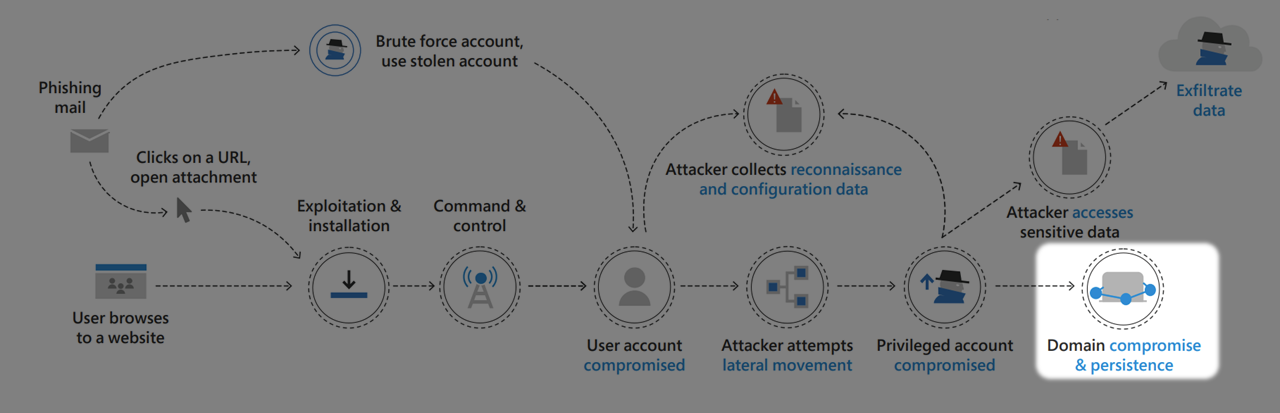 Phishing
mail
Brute force account,
use stolen account
Clicks on a URL,
open attachment
User browses
to a website
Exploitation &
installation
Command &
control
User account
compromised
Attacker collects reconnaissance
and configuration data
Attacker attempts
lateral movement
Privileged account
compromised
Attacker accesses
sensitive data
Exfiltrate
data
Domain compromise
& persistence